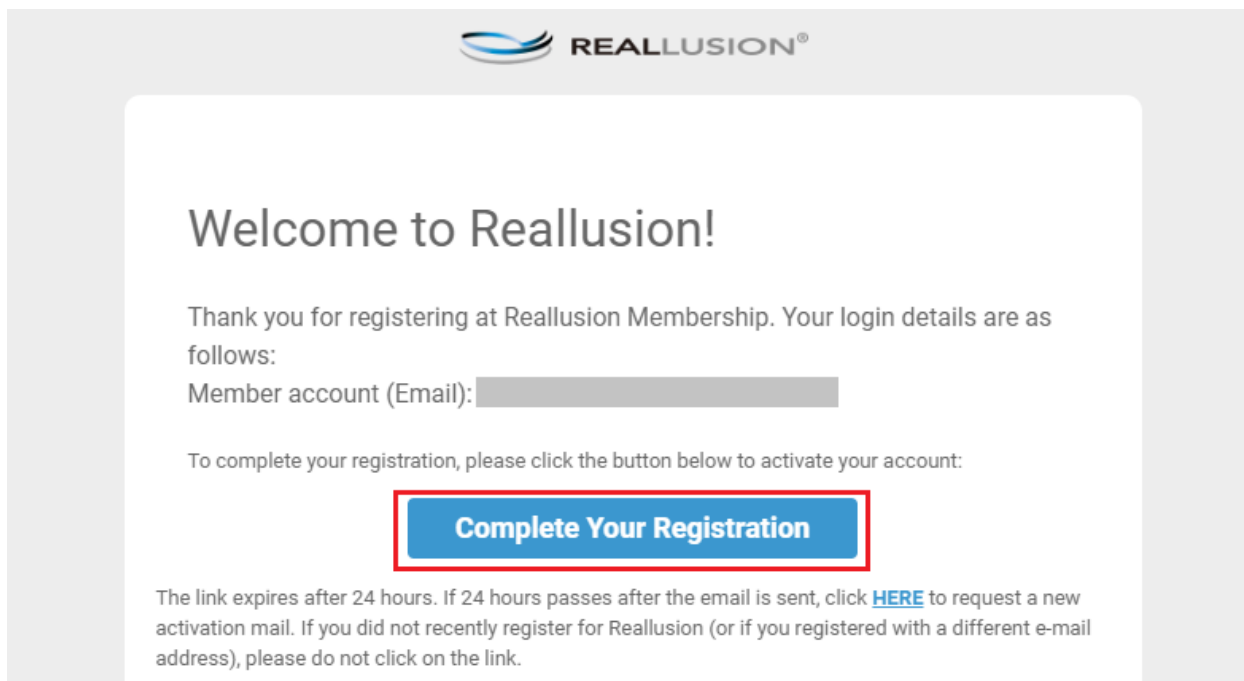 REALLUSION®
Welcome to Reallusion!
Thank you for registering at Reallusion Membership. Your login details are as
follows:
Member account (Email):
To complete your registration, please click the button below to activate your account:
Complete Your Registration
The link expires after 24 hours. If 24 hours passes after the email is sent, click HERE to request a new
activation mail. If you did not recently register for Reallusion (or if you registered with a different e-mail
address), please do not click on the link.